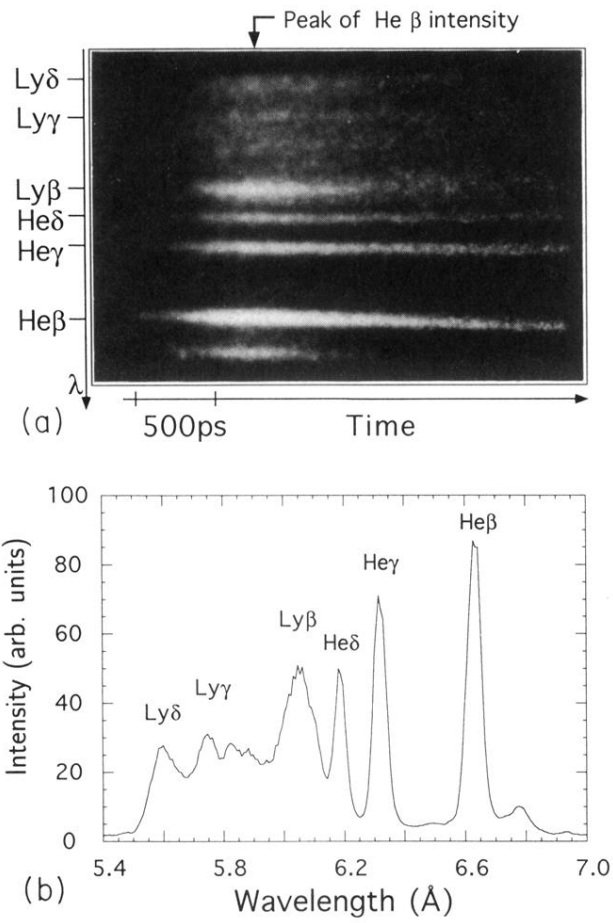 Peak of He β intensity
Lyδ
Lyγ
Lyβ
Heδ
Heγ
Heβ
λ
(a)
500ps Time
100
80
60
40
20
0
Intensity (arb. units)
Lyδ
Lyγ
Lyβ
Heδ
Heγ
Heβ
5.4 5.8 6.2 6.6 7.0
(b)
Wavelength (Å)